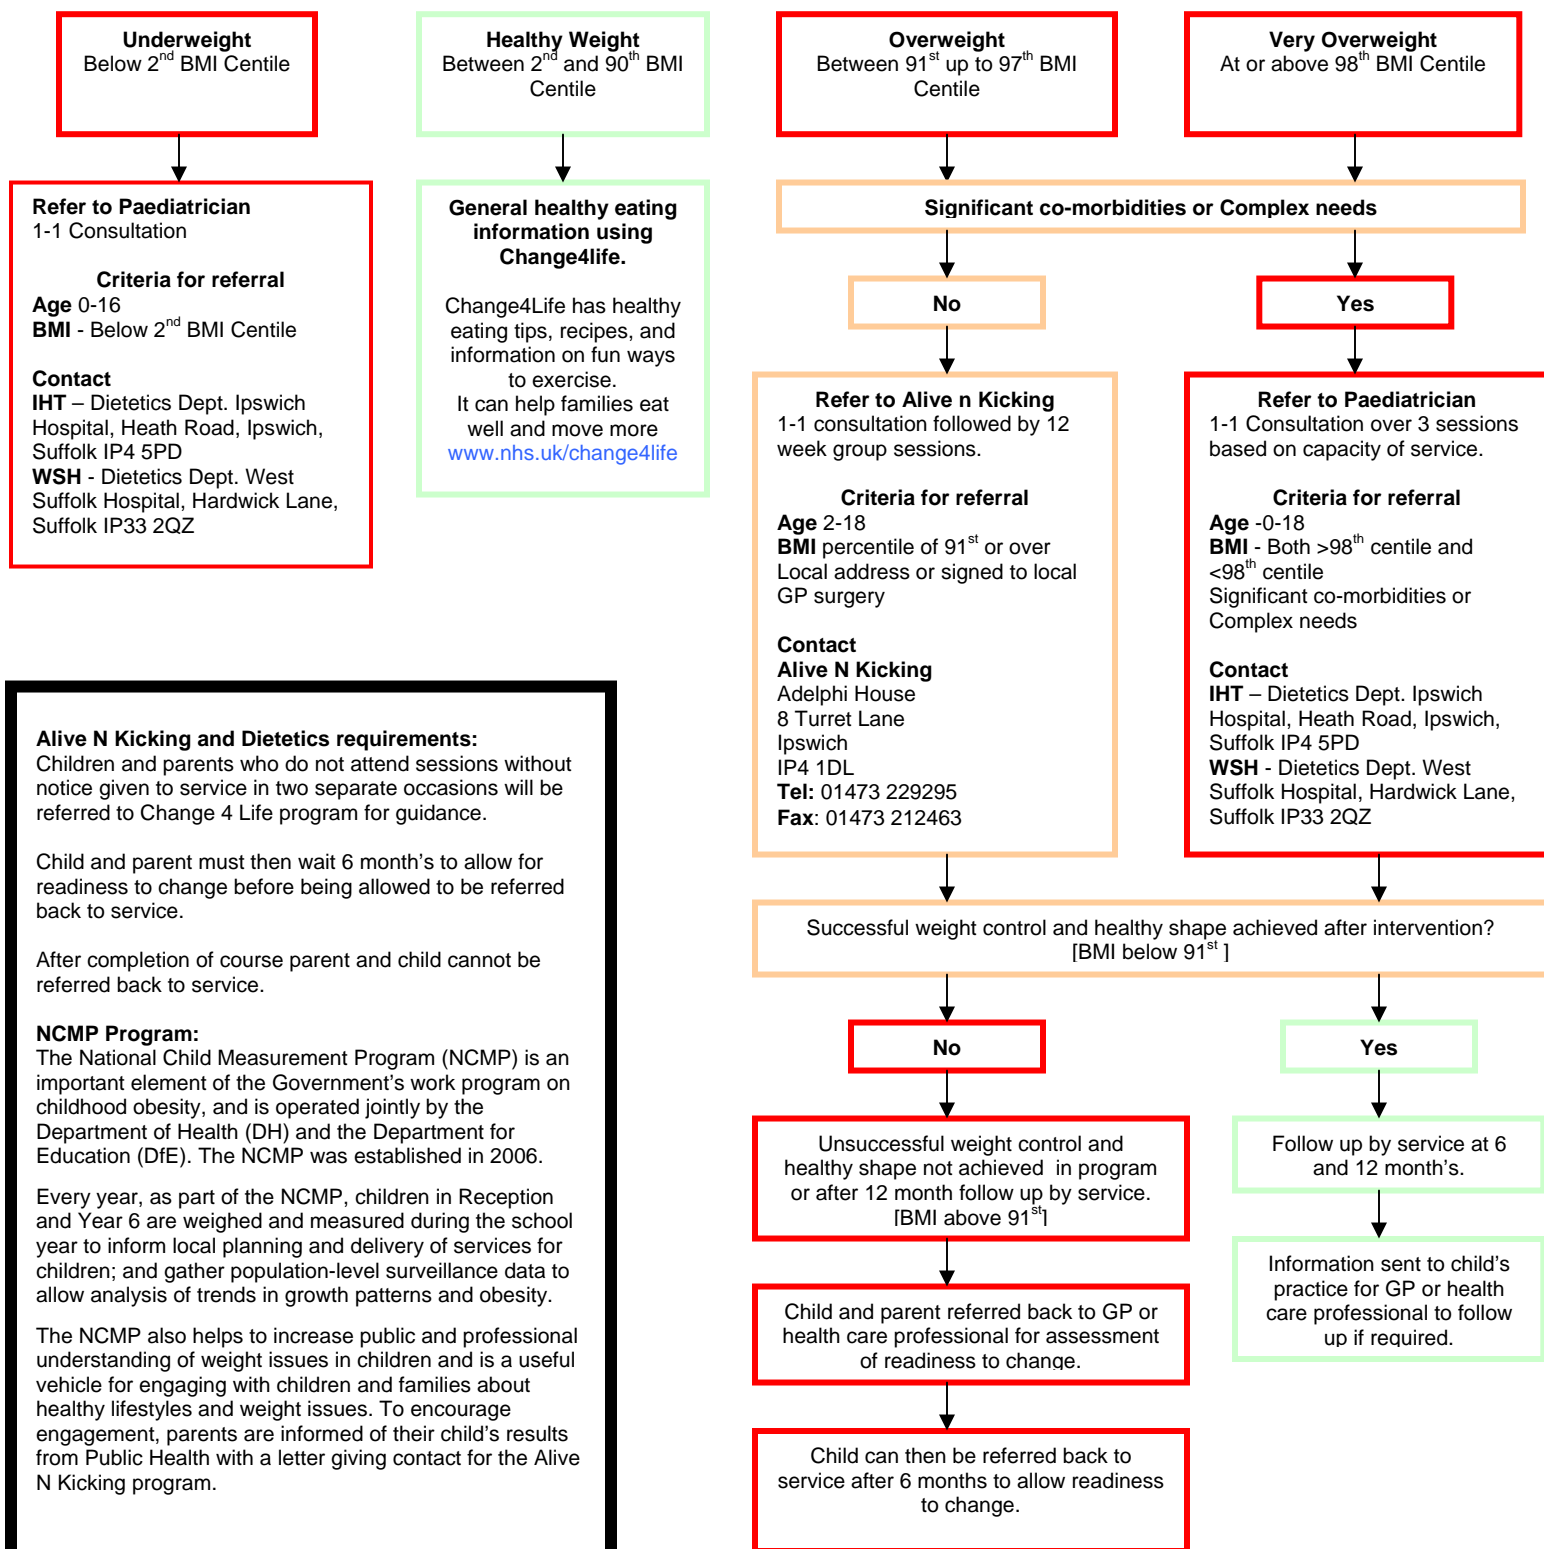 Underweight
Below 2nd BMI Centile
Healthy Weight
Between 2nd and 90th BMI
Centile
Overweight
Between 91st up to 97th BMI
Centile
Very Overweight
At or above 98th BMI Centile
Refer to Paediatrician
1-1 Consultation
Criteria for referral
Age 0-16
BMI - Below 2nd BMI Centile
Contact
IHT – Dietetics Dept. Ipswich
Hospital, Heath Road, Ipswich,
Suffolk IP4 5PD
WSH - Dietetics Dept. West
Suffolk Hospital, Hardwick Lane,
Suffolk IP33 2QZ
General healthy eating
information using
Change4life.
Change4Life has healthy
eating tips, recipes, and
information on fun ways
to exercise.
It can help families eat
well and move more
www.nhs.uk/change4life
Significant co-morbidities or Complex needs
No
Yes
Refer to Alive n Kicking
1-1 consultation followed by 12
week group sessions.
Criteria for referral
Age 2-18
BMI percentile of 91st or over
Local address or signed to local
GP surgery
Contact
Alive N Kicking
Adelphi House
8 Turret Lane
Ipswich
IP4 1DL
Tel: 01473 229295
Fax: 01473 212463
Refer to Paediatrician
1-1 Consultation over 3 sessions
based on capacity of service.
Criteria for referral
Age -0-18
BMI - Both >98th centile and
<98th centile
Significant co-morbidities or
Complex needs
Contact
IHT – Dietetics Dept. Ipswich
Hospital, Heath Road, Ipswich,
Suffolk IP4 5PD
WSH - Dietetics Dept. West
Suffolk Hospital, Hardwick Lane,
Suffolk IP33 2QZ
Alive N Kicking and Dietetics requirements:
Children and parents who do not attend sessions without
notice given to service in two separate occasions will be
referred to Change 4 Life program for guidance.
Child and parent must then wait 6 month's to allow for
readiness to change before being allowed to be referred
back to service.
After completion of course parent and child cannot be
referred back to service.
NCMP Program:
The National Child Measurement Program (NCMP) is an
important element of the Government's work program on
childhood obesity, and is operated jointly by the
Department of Health (DH) and the Department for
Education (DfE). The NCMP was established in 2006.
Every year, as part of the NCMP, children in Reception
and Year 6 are weighed and measured during the school
year to inform local planning and delivery of services for
children; and gather population-level surveillance data to
allow analysis of trends in growth patterns and obesity.
The NCMP also helps to increase public and professional
understanding of weight issues in children and is a useful
vehicle for engaging with children and families about
healthy lifestyles and weight issues. To encourage
engagement, parents are informed of their child's results
from Public Health with a letter giving contact for the Alive
N Kicking program.
Successful weight control and healthy shape achieved after intervention?
[BMI below 91st ]
No
Yes
Unsuccessful weight control and
healthy shape not achieved in program
or after 12 month follow up by service.
[BMI above 91st]
Follow up by service at 6
and 12 month's.
Child and parent referred back to GP or
health care professional for assessment
of readiness to change.
Information sent to child's
practice for GP or health
care professional to follow
up if required.
Child can then be referred back to
service after 6 months to allow readiness
to change.